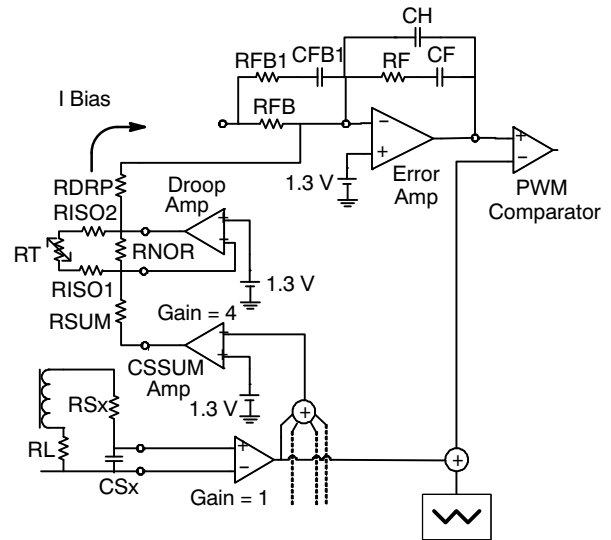 CH
RFB1
CFB1
RF
CF
I Bias
RFB
−
+
1.3 V
Error
Amp
+
−
PWM
Comparator
RDRP
Droop
Amp
RISO2
RT
RNOR
RISO1
1.3 V
RSUM
Gain = 4
CSSUM
Amp
1.3 V
+
RSx
RL
CSx
+
−
Gain = 1
+